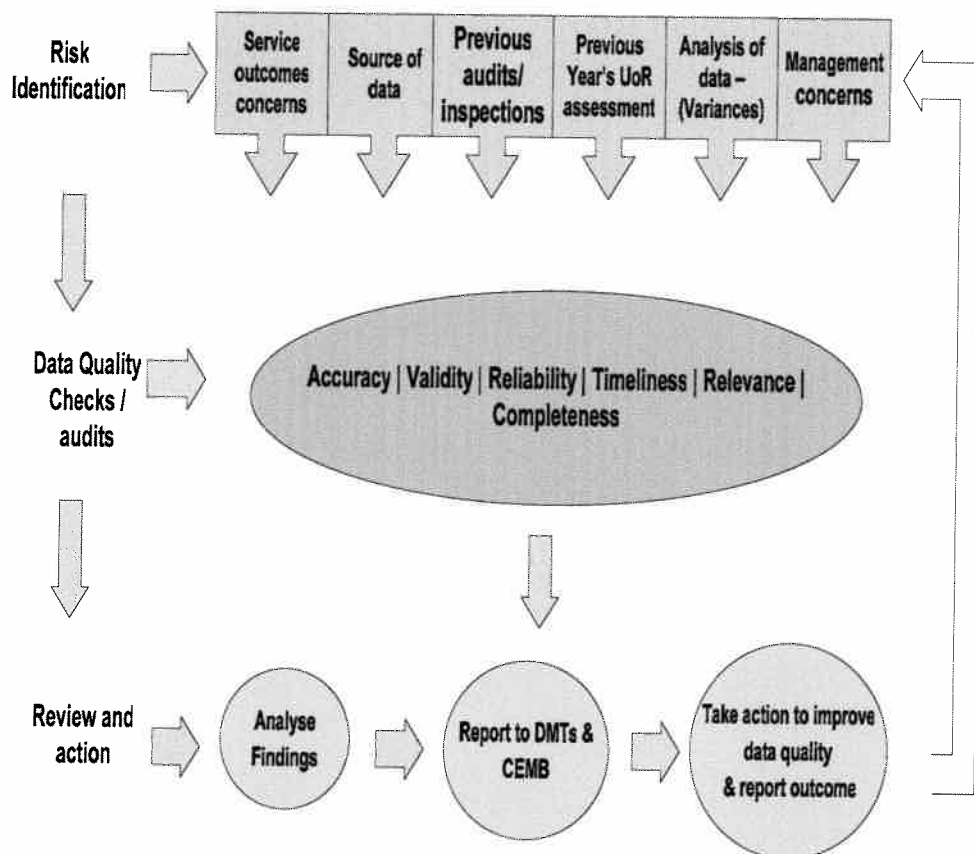 Risk
Identification
Service
outcomes
concerns
Source of
data
Previous
audits/
inspections
Previous
Year's UoR
assessment
Analysis of
data –
(Variances)
Management
concerns
Data Quality
Checks /
audits
Accuracy | Validity | Reliability | Timeliness | Relevance |
Completeness
Review and
action
Analyse
Findings
Report to DMTs &
CEMB
Take action to improve
data quality
& report outcome